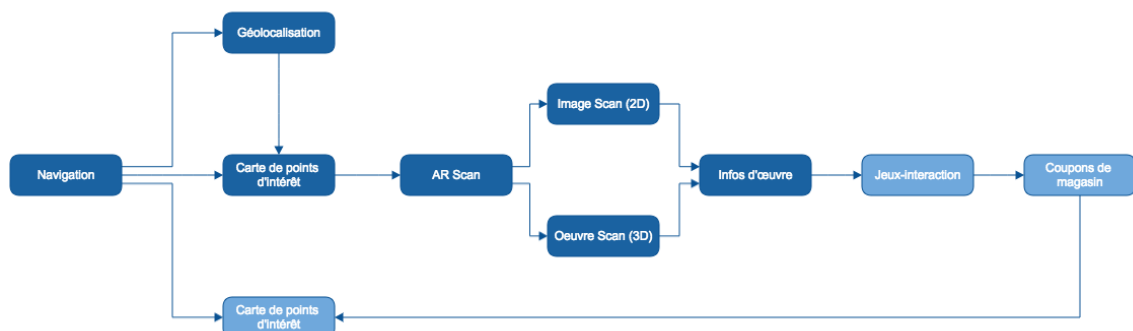 Géolocalisation
Image Scan (2D)
Navigation
Carte de points
d'intérêt
AR Scan
Infos d'œuvre
Jeux-interaction
Coupons de
magasin
Oeuvre Scan (3D)
Carte de points
d'intérêt